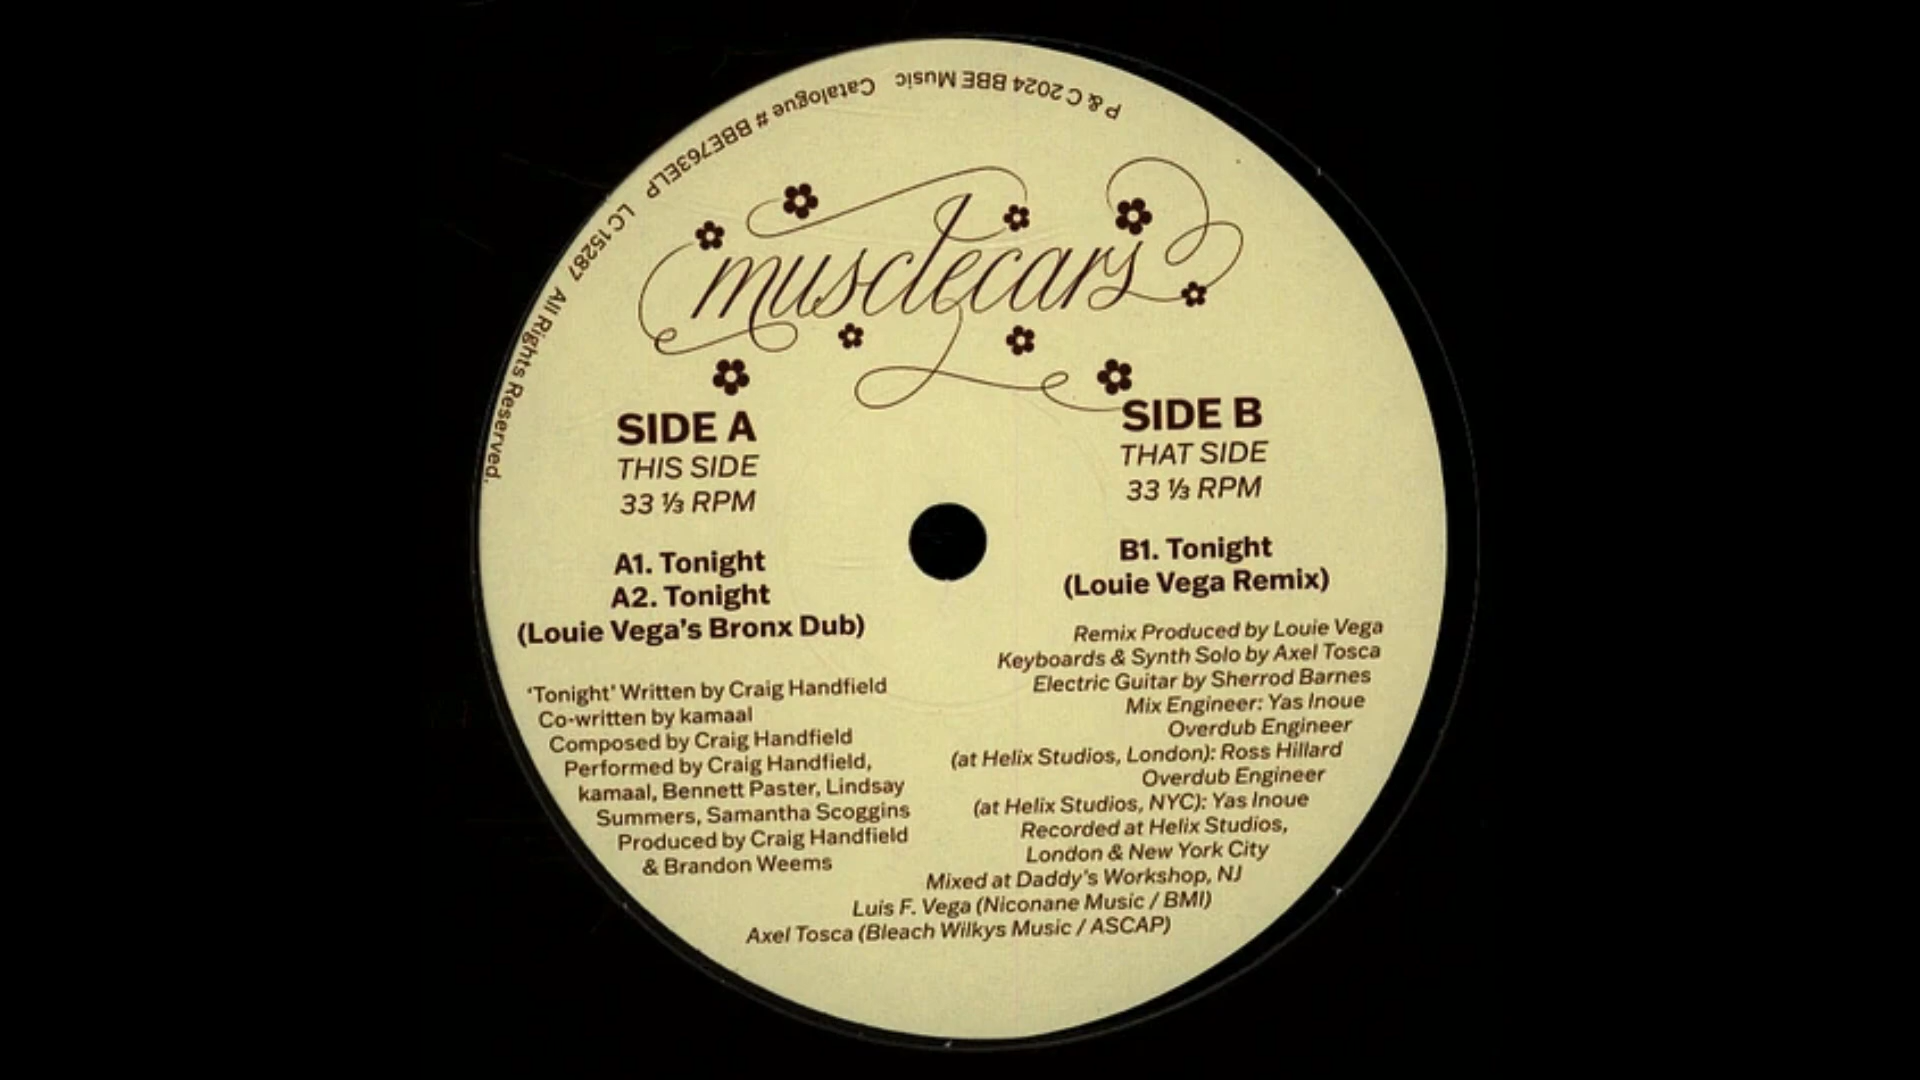 P & C 2024 BBE Music Catalogue # BBE763ELP LC 15287 All Rights Reserved.
musclecars
SIDE A
THIS SIDE
33 ⅓ RPM
A1. Tonight
A2. Tonight
(Louie Vega's Bronx Dub)
'Tonight' Written by Craig Handfield
Co-written by kamaal
Composed by Craig Handfield
Performed by Craig Handfield,
kamaal, Bennett Paster, Lindsay
Summers, Samantha Scoggins
Produced by Craig Handfield
& Brandon Weems
SIDE B
THAT SIDE
33 ⅓ RPM
B1. Tonight
(Louie Vega Remix)
Remix Produced by Louie Vega
Keyboards & Synth Solo by Axel Tosca
Electric Guitar by Sherrod Barnes
Mix Engineer: Yas Inoue
Overdub Engineer
(at Helix Studios, London): Ross Hillard
Overdub Engineer
(at Helix Studios, NYC): Yas Inoue
Recorded at Helix Studios,
London & New York City
Mixed at Daddy's Workshop, NJ
Luis F. Vega (Niconane Music / BMI)
Axel Tosca (Bleach Wilkys Music / ASCAP)